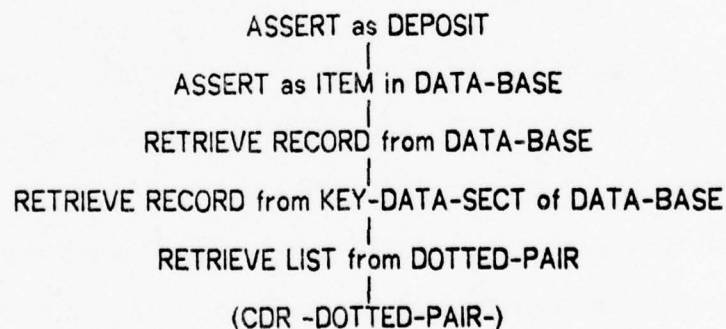 ASSERT as DEPOSIT
ASSERT as ITEM in DATA-BASE
RETRIEVE RECORD from DATA-BASE
RETRIEVE RECORD from KEY-DATA-SECT of DATA-BASE
RETRIEVE LIST from DOTTED-PAIR
(CDR -DOTTED-PAIR-)